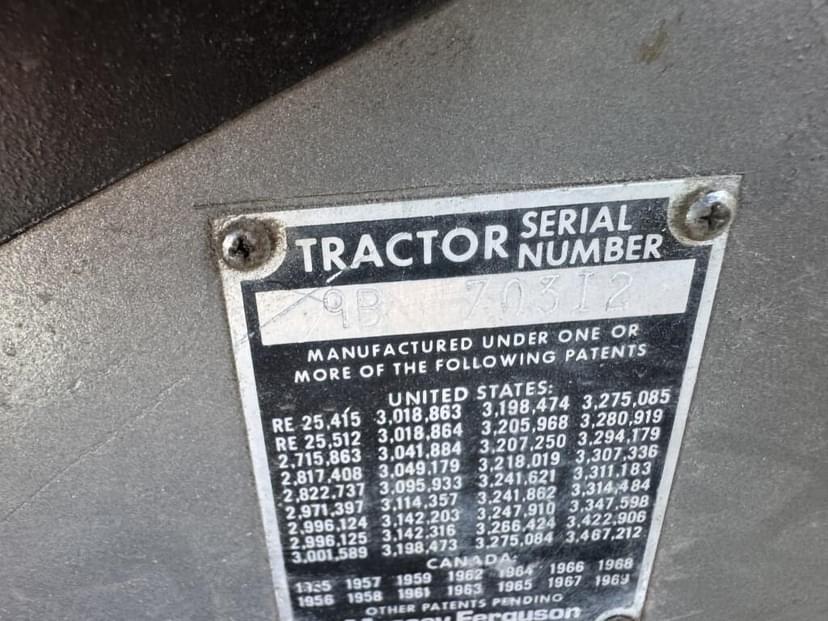 TRACTOR SERIAL NUMBER
9B 70312
MANUFACTURED UNDER ONE OR
MORE OF THE FOLLOWING PATENTS
UNITED STATES:
RE 25,415 3,018,863 3,198,474 3,275,085
RE 25,512 3,018,864 3,205,968 3,280,919
2,715,863 3,041,884 3,207,250 3,294,179
2,817,408 3,049,179 3,218,019 3,307,336
2,822,737 3,095,933 3,241,621 3,311,183
2,971,397 3,114,357 3,241,862 3,314,484
2,996,124 3,142,203 3,247,910 3,347,598
2,996,125 3,142,316 3,266,424 3,422,906
3,001,589 3,198,473 3,275,084 3,467,212
CANADA:
1955 1957 1959 1962 1964 1966 1968
1956 1958 1961 1963 1965 1967 1969
OTHER PATENTS PENDING
Massey Ferguson